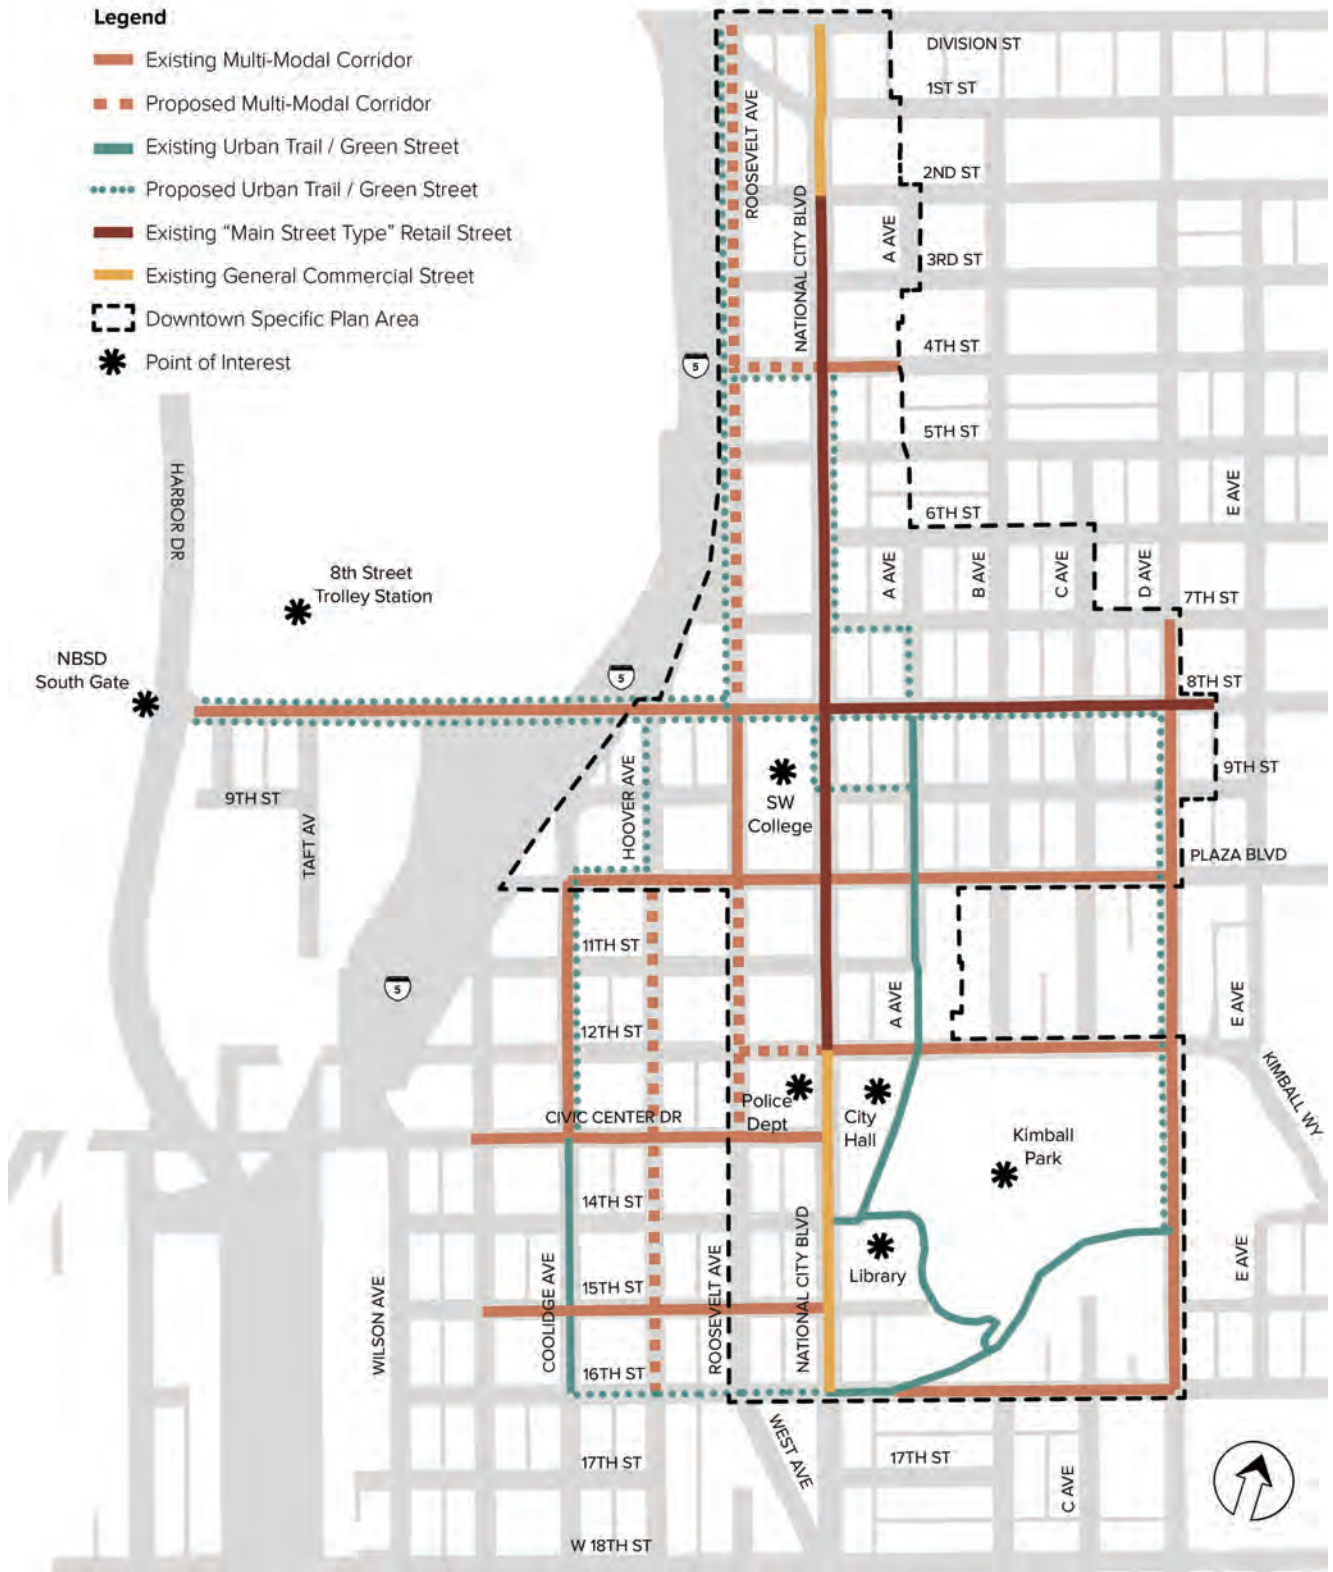 Legend
Existing Multi-Modal Corridor
Proposed Multi-Modal Corridor
Existing Urban Trail / Green Street
Proposed Urban Trail / Green Street
Existing “Main Street Type” Retail Street
Existing General Commercial Street
Downtown Specific Plan Area
Point of Interest
DIVISION ST
1ST ST
ROOSEVELT AVE
2ND ST
NATIONAL CITY BLVD
A AVE
3RD ST
4TH ST
5
5TH ST
HARBOR DR
E AVE
6TH ST
8th Street
Trolley Station
A AVE
B AVE
C AVE
D AVE
7TH ST
NBSD
South Gate
5
8TH ST
9TH ST
HOOVER AVE
SW
College
9TH ST
TAFT AV
PLAZA BLVD
11TH ST
5
12TH ST
A AVE
E AVE
KIMBALL WY
CIVIC CENTER DR
Police
Dept
City
Hall
Kimball
Park
14TH ST
NATIONAL CITY BLVD
ROOSEVELT AVE
Library
E AVE
15TH ST
COOLIDGE AVE
WILSON AVE
16TH ST
WEST AVE
17TH ST
17TH ST
C AVE
W 18TH ST